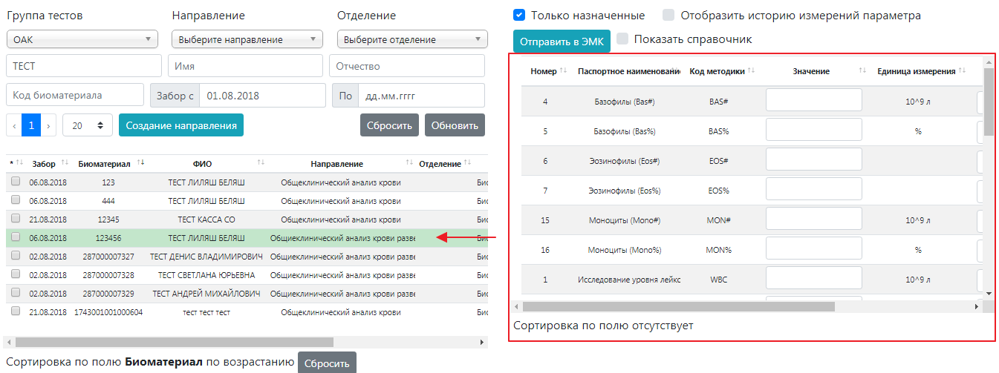 Группа тестов Направление Отделение
ОАК Выберите направление Выберите отделение
ТЕСТ Имя Отчество
Код биоматериала Забор с 01.08.2018 По дд.мм.гггг
‹ 1 › 20 Создание направления Сбросить Обновить
* Забор Биоматериал ФИО Направление Отделение
06.08.2018 123 ТЕСТ ЛИЛЯШ БЕЛЯШ Общеклинический анализ крови Био
06.08.2018 444 ТЕСТ ЛИЛЯШ БЕЛЯШ Общеклинический анализ крови Био
21.08.2018 12345 ТЕСТ КАССА СО Общеклинический анализ крови Био
06.08.2018 123456 ТЕСТ ЛИЛЯШ БЕЛЯШ Общиеклинический анализ крови разве Био
02.08.2018 287000007327 ТЕСТ ДЕНИС ВЛАДИМИРОВИЧ Общиеклинический анализ крови разве Био
02.08.2018 287000007328 ТЕСТ СВЕТЛАНА ЮРЬЕВНА Общиеклинический анализ крови разве Био
02.08.2018 287000007329 ТЕСТ АНДРЕЙ МИХАЙЛОВИЧ Общиеклинический анализ крови разве Био
21.08.2018 1743001001000604 тест тест тест Общеклинический анализ крови Био
Сортировка по полю Биоматериал по возрастанию Сбросить
Только назначенные Отобразить историю измерений параметра
Отправить в ЭМК Показать справочник
Номер Паспортное наименование Код методики Значение Единица измерения
4 Базофилы (Bas#) BAS# 10^9 л
5 Базофилы (Bas%) BAS% %
6 Эозинофилы (Eos#) EOS#
7 Эозинофилы (Eos%) EOS%
15 Моноциты (Mono#) MON# 10^9 л
16 Моноциты (Mono%) MON% %
1 Исследование уровня лейко WBC 10^9 л
Сортировка по полю отсутствует